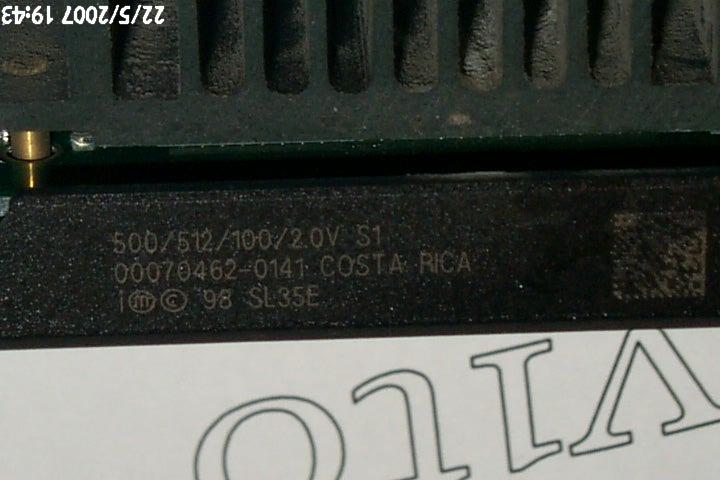 22/5/2007 19:43
500/512/100/2.0V S1
00070462-0141 COSTA RICA
i Ⓜ © 98 SL35E